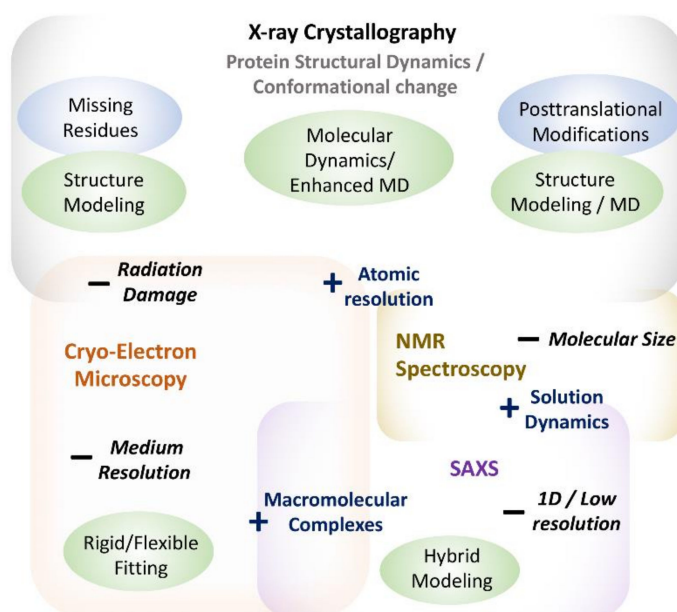 X-ray Crystallography
Protein Structural Dynamics /
Conformational change
Missing
Residues
Structure
Modeling
Molecular
Dynamics/
Enhanced MD
Posttranslational
Modifications
Structure
Modeling / MD
− Radiation
Damage
+ Atomic
resolution
Cryo-Electron
Microscopy
NMR
Spectroscopy
− Molecular Size
+ Solution
Dynamics
− Medium
Resolution
SAXS
+ Macromolecular
Complexes
− 1D / Low
resolution
Rigid/Flexible
Fitting
Hybrid
Modeling